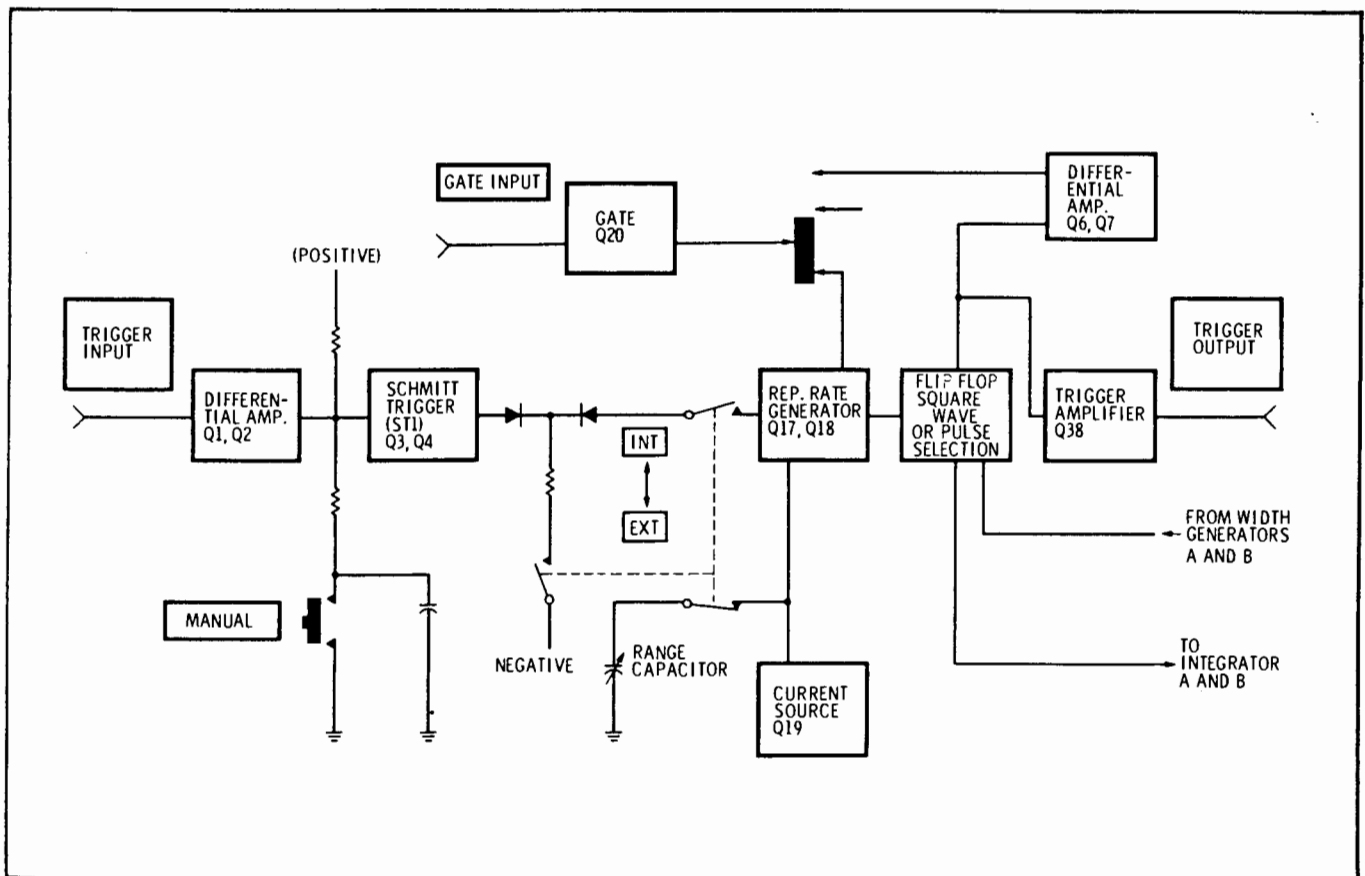 GATE INPUT
GATE
Q20
DIFFER-
ENTIAL
AMP.
Q6, Q7
(POSITIVE)
TRIGGER
INPUT
DIFFEREN-
TIAL AMP.
Q1, Q2
SCHMITT
TRIGGER
(ST1)
Q3, Q4
INT
EXT
REP. RATE
GENERATOR
Q17, Q18
FLIP FLOP
SQUARE
WAVE
OR PULSE
SELECTION
TRIGGER
AMPLIFIER
Q38
TRIGGER
OUTPUT
FROM WIDTH
GENERATORS
A AND B
MANUAL
NEGATIVE
RANGE
CAPACITOR
CURRENT
SOURCE
Q19
TO
INTEGRATOR
A AND B